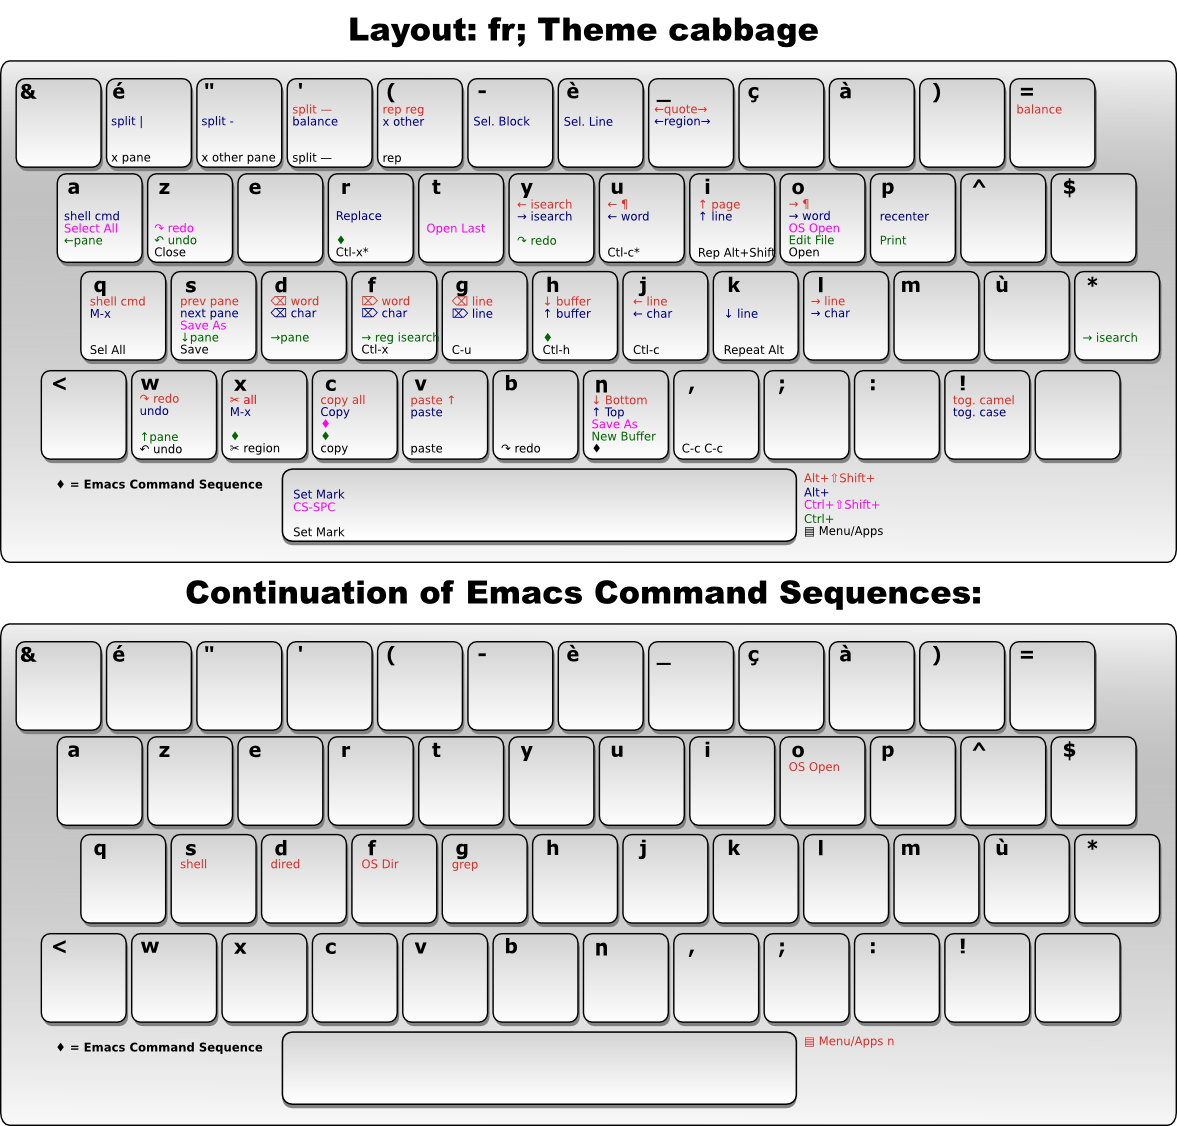 Layout: fr; Theme cabbage
&
é
split |
x pane
"
split -
x other pane
'
split —
balance
split —
(
rep reg
x other
rep
-
Sel. Block
è
Sel. Line
_
←quote→
←region→
ç
à
)
=
balance
a
shell cmd
Select All
←pane
z
↷ redo
↶ undo
Close
e
r
Replace
♦
Ctl-x*
t
Open Last
y
← isearch
→ isearch
↷ redo
u
← ¶
← word
Ctl-c*
i
↑ page
↑ line
Rep Alt+Shift
o
→ ¶
→ word
OS Open
Edit File
Open
p
recenter
Print
^
$
q
shell cmd
M-x
Sel All
s
prev pane
next pane
Save As
↓pane
Save
d
⌫ word
⌫ char
→pane
f
⌦ word
⌦ char
→ reg isearch
Ctl-x
g
⌫ line
⌦ line
C-u
h
↓ buffer
↑ buffer
♦
Ctl-h
j
← line
← char
Ctl-c
k
↓ line
Repeat Alt
l
→ line
→ char
m
ù
*
→ isearch
<
w
↷ redo
undo
↑pane
↶ undo
x
✂ all
M-x
♦
✂ region
c
copy all
Copy
♦
♦
copy
v
paste ↑
paste
paste
b
↷ redo
n
↓ Bottom
↑ Top
Save As
New Buffer
♦
,
C-c C-c
;
:
!
tog. camel
tog. case
♦ = Emacs Command Sequence
Set Mark
CS-SPC
Set Mark
Alt+⇧Shift+
Alt+
Ctrl+⇧Shift+
Ctrl+
▤ Menu/Apps
Continuation of Emacs Command Sequences:
&
é
"
'
(
-
è
_
ç
à
)
=
a
z
e
r
t
y
u
i
o
OS Open
p
^
$
q
s
shell
d
dired
f
OS Dir
g
grep
h
j
k
l
m
ù
*
<
w
x
c
v
b
n
,
;
:
!
♦ = Emacs Command Sequence
▤ Menu/Apps n